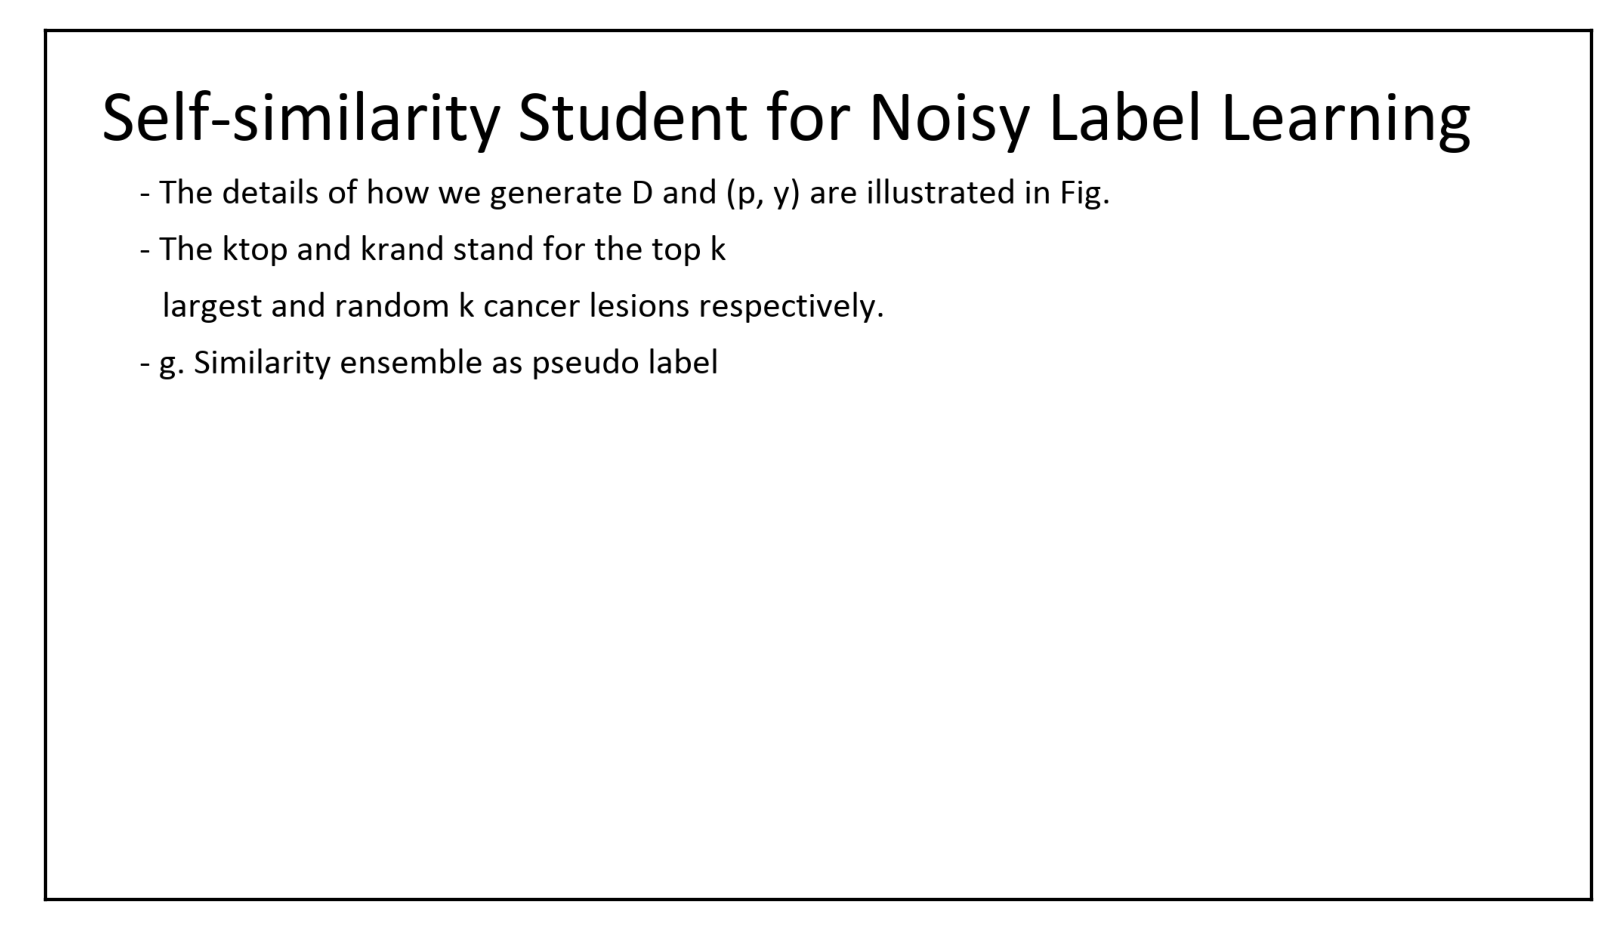 Self-similarity Student for Noisy Label Learning
- The details of how we generate D and (p, y) are illustrated in Fig.
- The ktop and krand stand for the top k
largest and random k cancer lesions respectively.
- g. Similarity ensemble as pseudo label